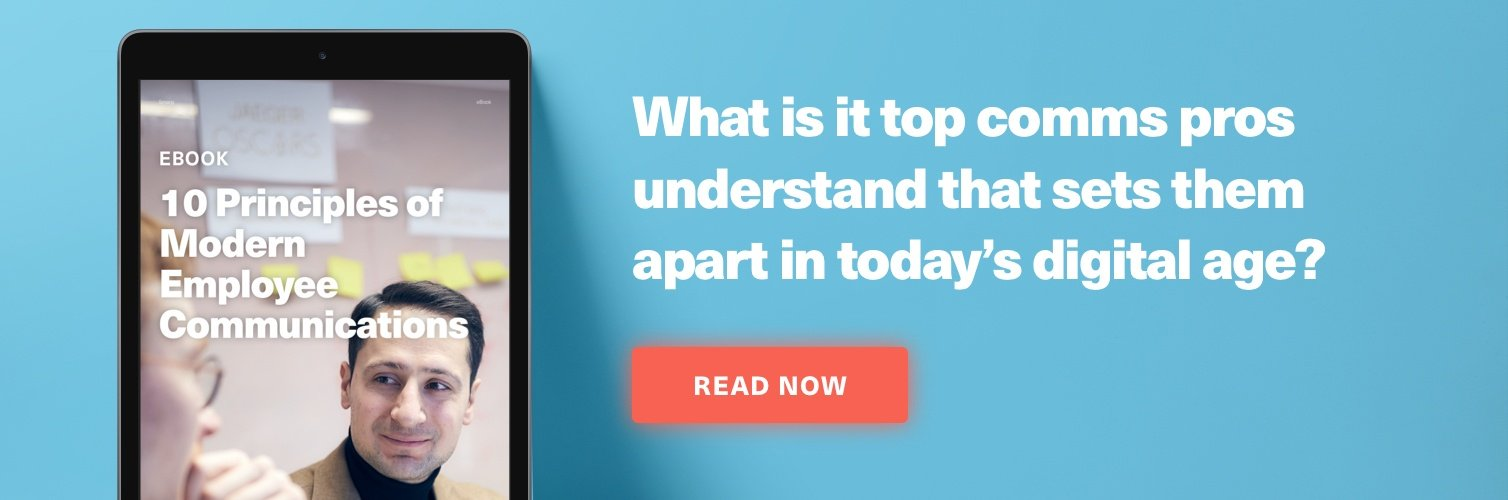 eBook
EBOOK
10 Principles of
Modern
Employee
Communications
What is it top comms pros
understand that sets them
apart in today’s digital age?
READ NOW